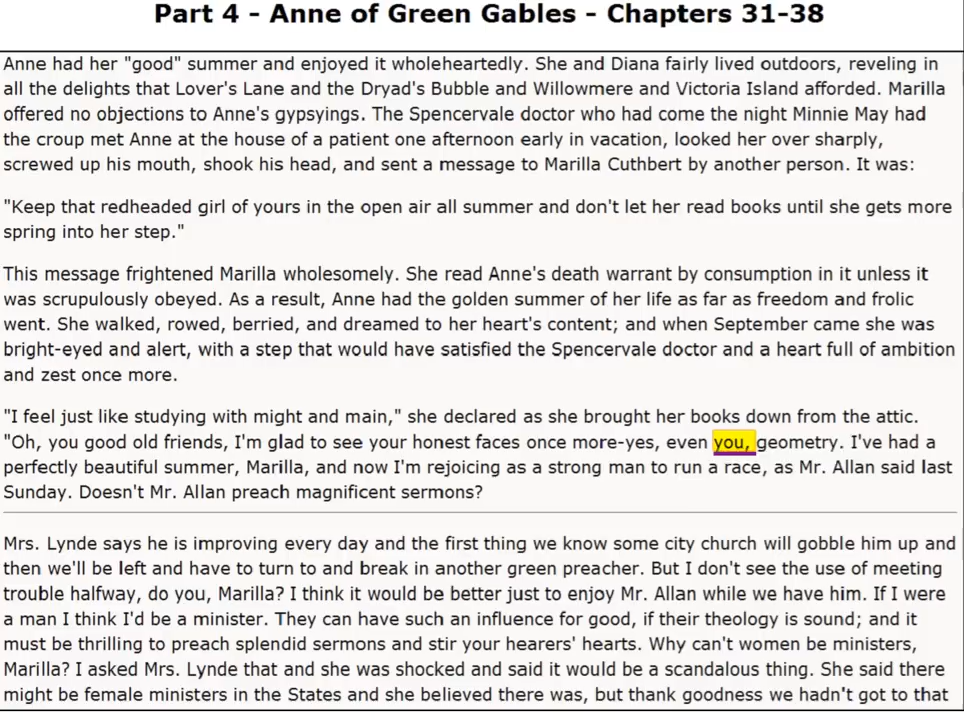 Part 4 - Anne of Green Gables - Chapters 31-38
Anne had her "good" summer and enjoyed it wholeheartedly. She and Diana fairly lived outdoors, reveling in
all the delights that Lover's Lane and the Dryad's Bubble and Willowmere and Victoria Island afforded. Marilla
offered no objections to Anne's gypsyings. The Spencervale doctor who had come the night Minnie May had
the croup met Anne at the house of a patient one afternoon early in vacation, looked her over sharply,
screwed up his mouth, shook his head, and sent a message to Marilla Cuthbert by another person. It was:
"Keep that redheaded girl of yours in the open air all summer and don't let her read books until she gets more
spring into her step."
This message frightened Marilla wholesomely. She read Anne's death warrant by consumption in it unless it
was scrupulously obeyed. As a result, Anne had the golden summer of her life as far as freedom and frolic
went. She walked, rowed, berried, and dreamed to her heart's content; and when September came she was
bright-eyed and alert, with a step that would have satisfied the Spencervale doctor and a heart full of ambition
and zest once more.
"I feel just like studying with might and main," she declared as she brought her books down from the attic.
"Oh, you good old friends, I'm glad to see your honest faces once more-yes, even you, geometry. I've had a
perfectly beautiful summer, Marilla, and now I'm rejoicing as a strong man to run a race, as Mr. Allan said last
Sunday. Doesn't Mr. Allan preach magnificent sermons?
Mrs. Lynde says he is improving every day and the first thing we know some city church will gobble him up and
then we'll be left and have to turn to and break in another green preacher. But I don't see the use of meeting
trouble halfway, do you, Marilla? I think it would be better just to enjoy Mr. Allan while we have him. If I were
a man I think I'd be a minister. They can have such an influence for good, if their theology is sound; and it
must be thrilling to preach splendid sermons and stir your hearers' hearts. Why can't women be ministers,
Marilla? I asked Mrs. Lynde that and she was shocked and said it would be a scandalous thing. She said there
might be female ministers in the States and she believed there was, but thank goodness we hadn't got to that